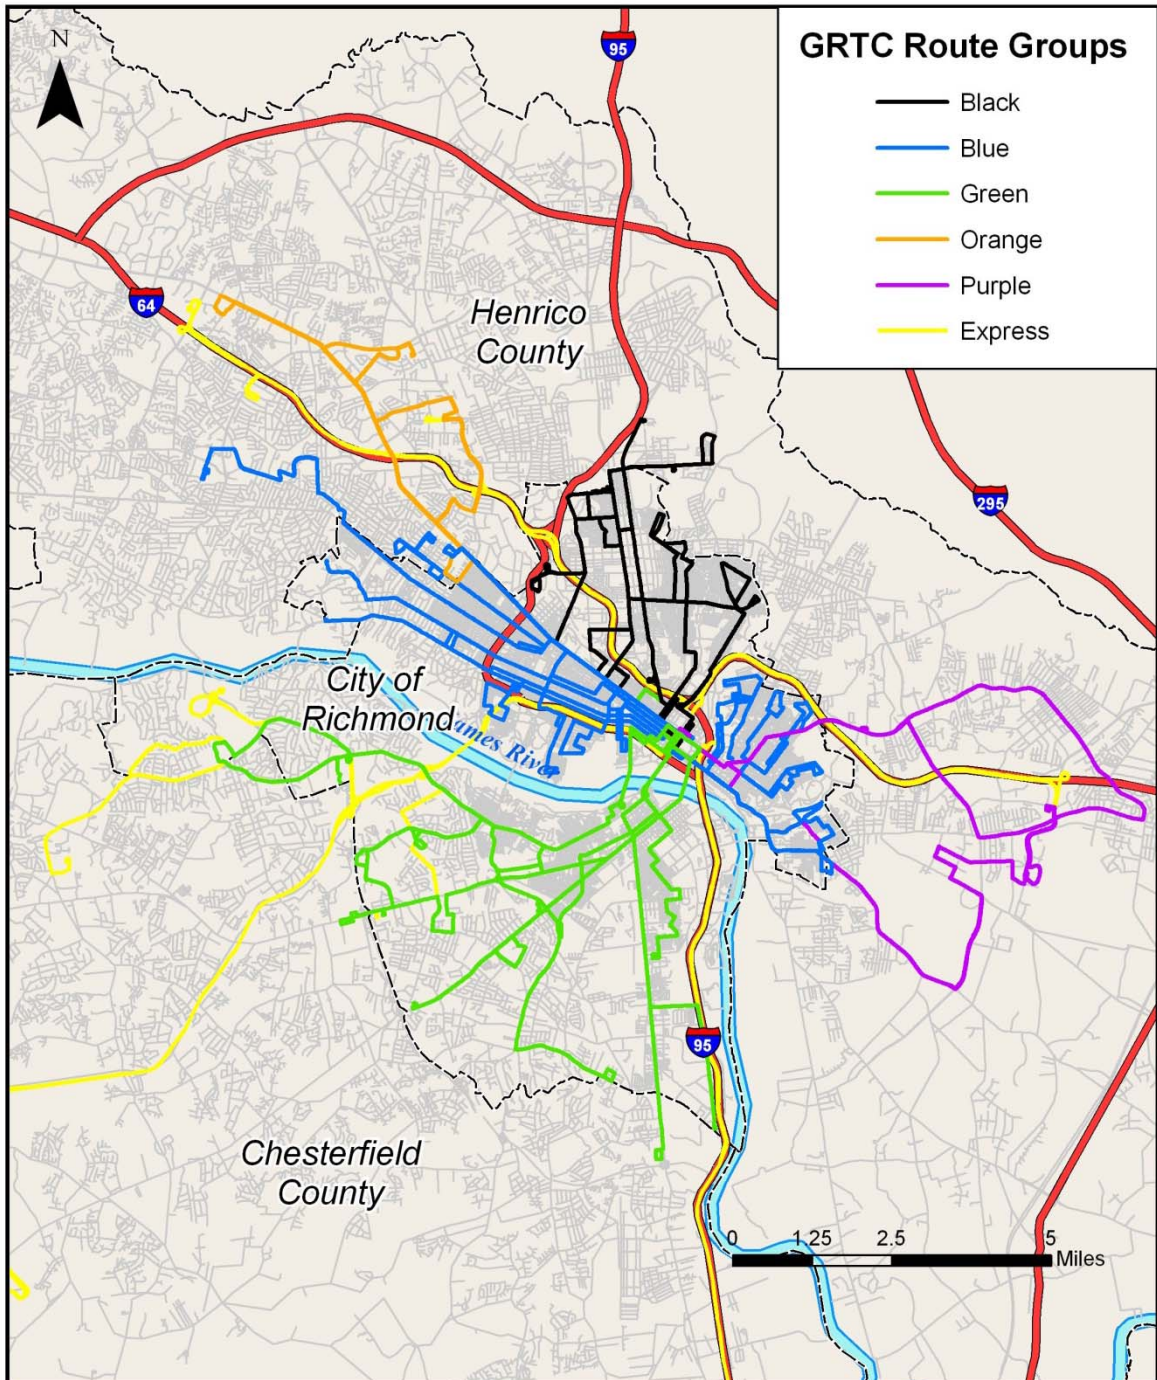 GRTC Route Groups
Black
Blue
Green
Orange
Purple
Express
N
95
64
Henrico
County
295
City of
Richmond
James River
95
Chesterfield
County
0 1.25 2.5 5
Miles